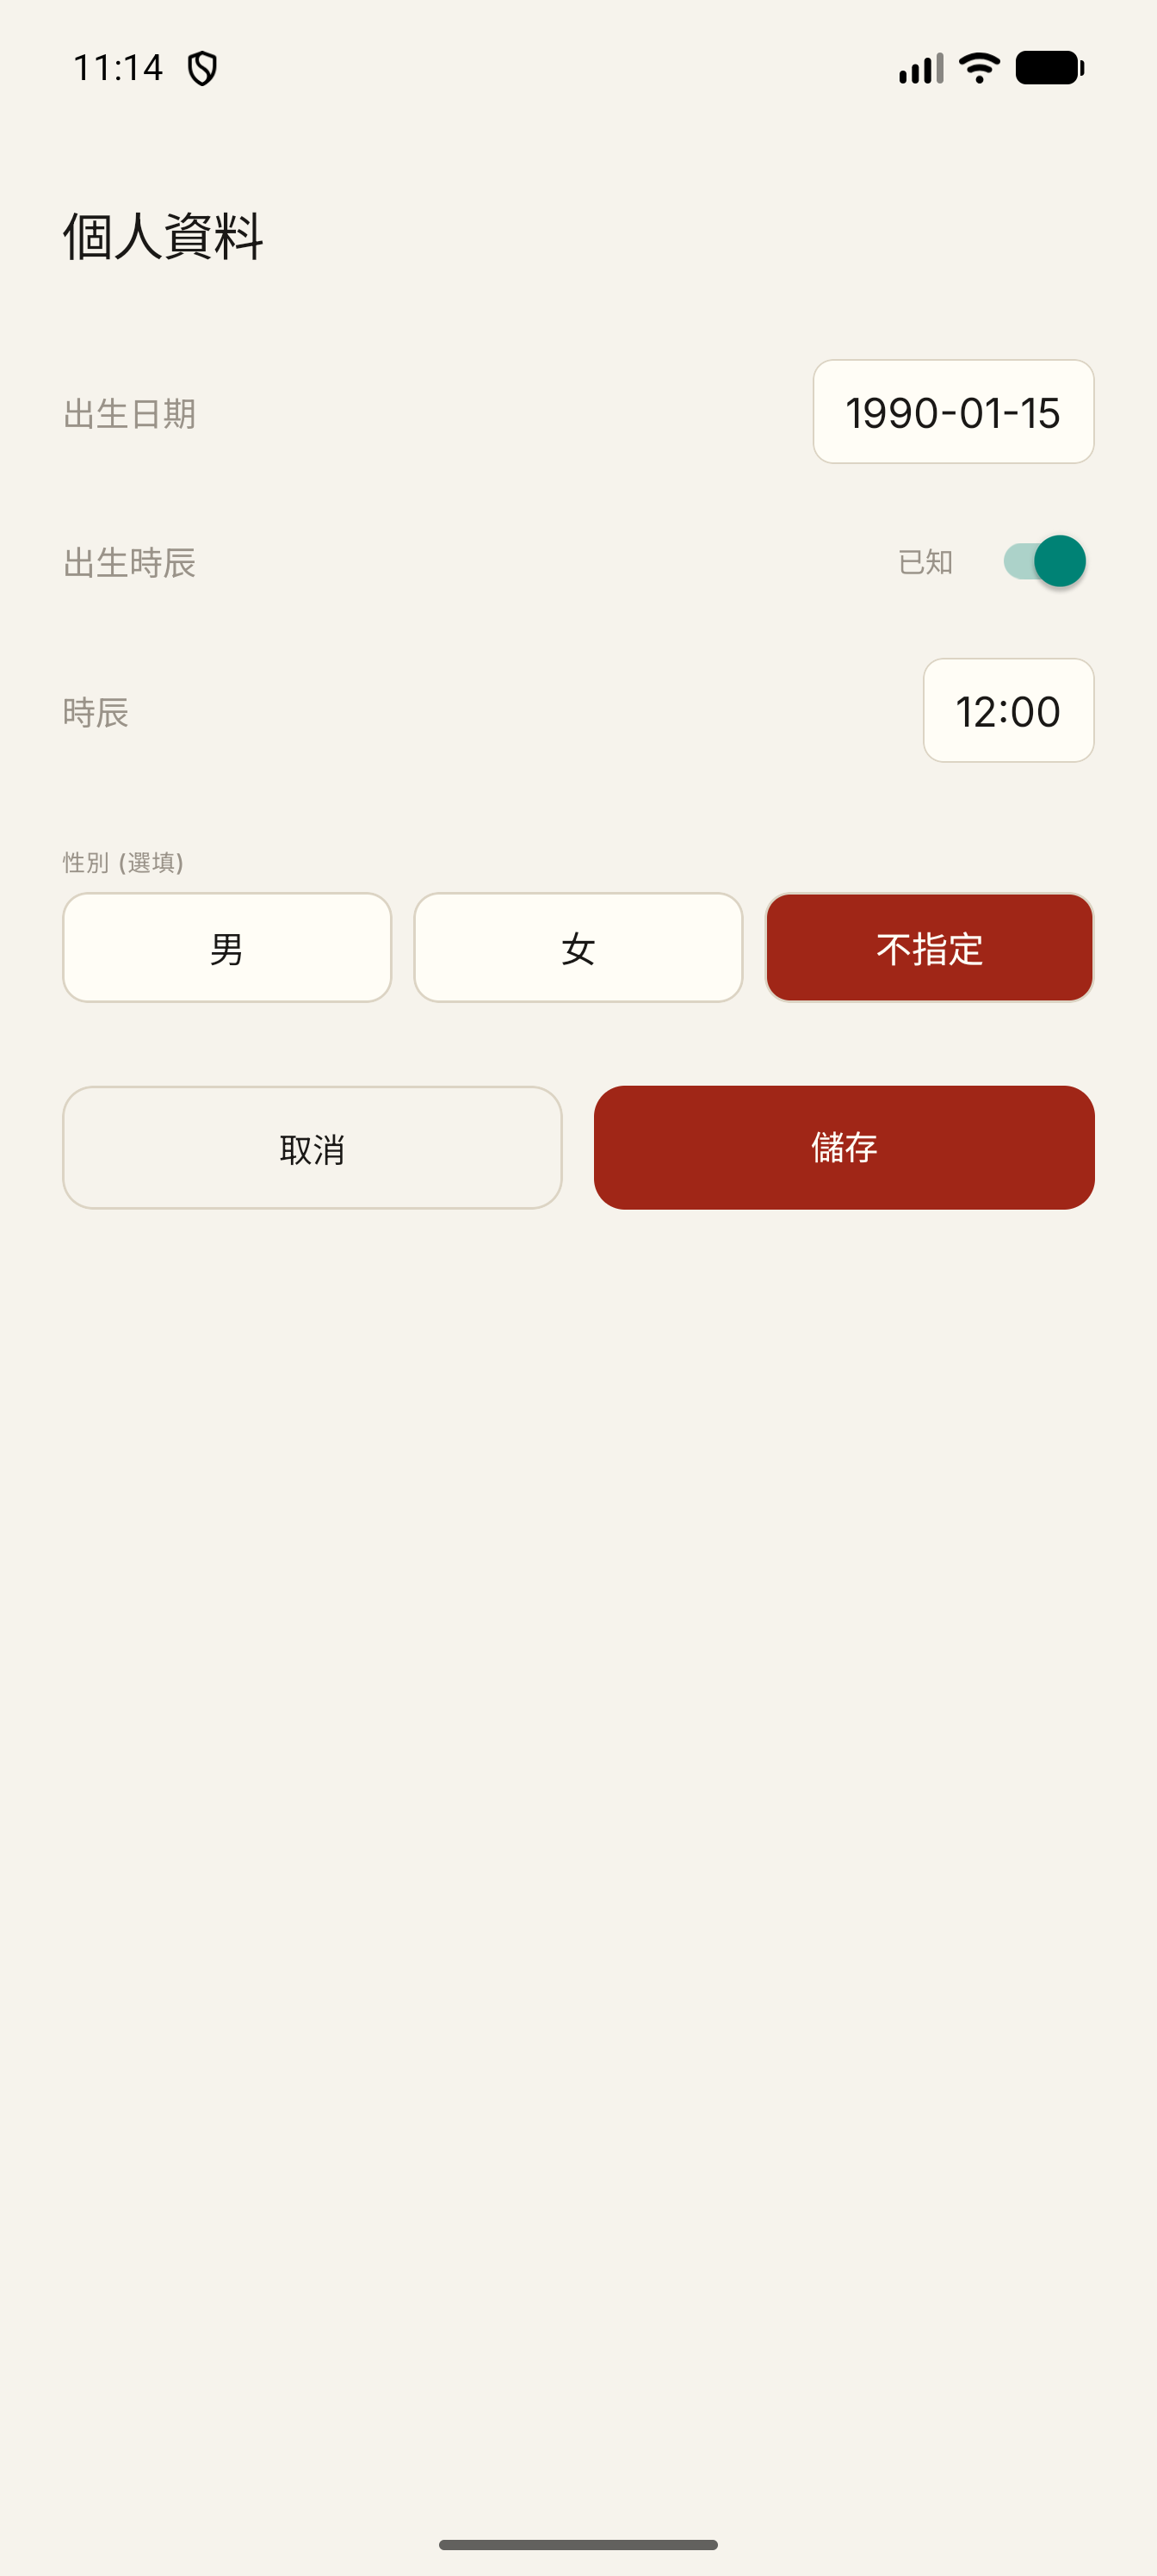 11:14
個人資料
出生日期
1990-01-15
出生時辰
已知
時辰
12:00
性別 (選填)
男
女
不指定
取消
儲存